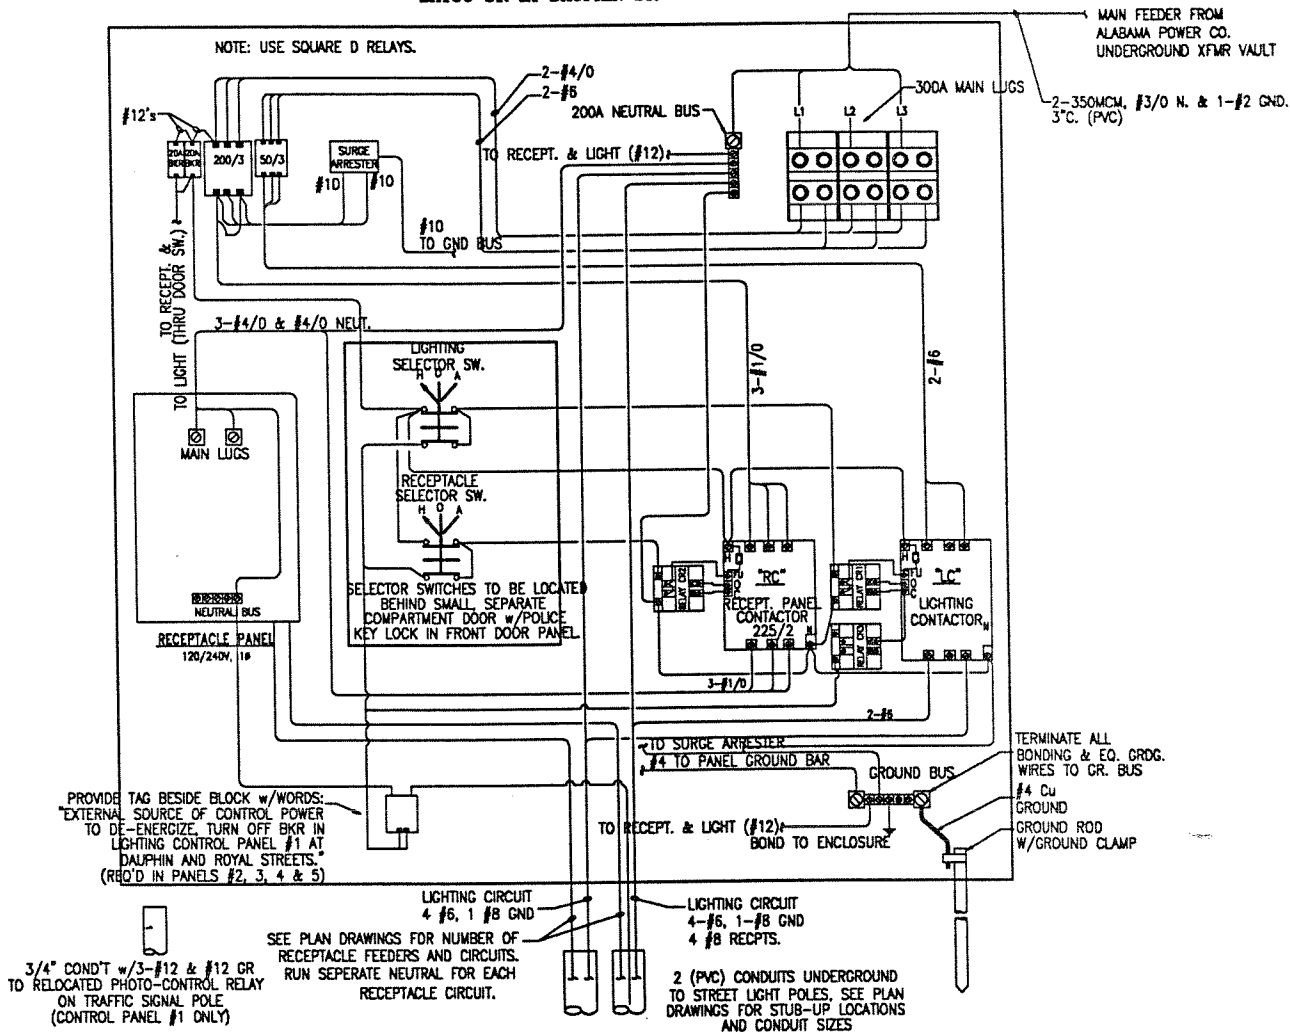 MAIN FEEDER FROM
ALABAMA POWER CO.
UNDERGROUND XFMR VAULT
NOTE: USE SQUARE D RELAYS.
2-#4/0
2-#6
200A NEUTRAL BUS
300A MAIN LUGS
2-350MCM, #3/0 N. & 1-#2 GND.
3"C. (PVC)
L1
L2
L3
#12's
20A
BKR
20A
BKR
200/3
50/3
SURGE
ARRESTER
#10
#10
TO RECEPT. & LIGHT (#12)
#10
TO GND BUS
TO RECEPT. &
TO LIGHT (THRU DOOR SW.)
3-#4/0 & #4/0 NEUT.
3-#1/0
2-#6
LIGHTING
SELECTOR SW.
H O A
MAIN LUGS
RECEPTACLE
SELECTOR SW.
H O A
SELECTOR SWITCHES TO BE LOCATED
BEHIND SMALL, SEPARATE
COMPARTMENT DOOR w/POLICE
KEY LOCK IN FRONT DOOR PANEL
NEUTRAL BUS
RECEPTACLE PANEL
120/240V, 1ø
RELAY CR2
H
"RC"
RECEPT. PANEL
CONTACTOR
225/2
N
RELAY CR1
RELAY CR3
H
"LC"
LIGHTING
CONTACTOR
N
3-#1/0
2-#6
TO SURGE ARRESTER
#4 TO PANEL GROUND BAR
GROUND BUS
TERMINATE ALL
BONDING & EQ. GRDG.
WIRES TO GR. BUS
#4 Cu
GROUND
GROUND ROD
W/GROUND CLAMP
TO RECEPT. & LIGHT (#12)
BOND TO ENCLOSURE
PROVIDE TAG BESIDE BLOCK w/WORDS:
"EXTERNAL SOURCE OF CONTROL POWER
TO DE-ENERGIZE, TURN OFF BKR IN
LIGHTING CONTROL PANEL #1 AT
DAUPHIN AND ROYAL STREETS."
(REQ'D IN PANELS #2, 3, 4 & 5)
LIGHTING CIRCUIT
4 #6, 1 #8 GND
LIGHTING CIRCUIT
4-#6, 1-#8 GND
4 #8 RECPTS.
SEE PLAN DRAWINGS FOR NUMBER OF
RECEPTACLE FEEDERS AND CIRCUITS.
RUN SEPERATE NEUTRAL FOR EACH
RECEPTACLE CIRCUIT.
3/4" COND'T w/3-#12 & #12 GR
TO RELOCATED PHOTO-CONTROL RELAY
ON TRAFFIC SIGNAL POLE
(CONTROL PANEL #1 ONLY)
2 (PVC) CONDUITS UNDERGROUND
TO STREET LIGHT POLES, SEE PLAN
DRAWINGS FOR STUB-UP LOCATIONS
AND CONDUIT SIZES